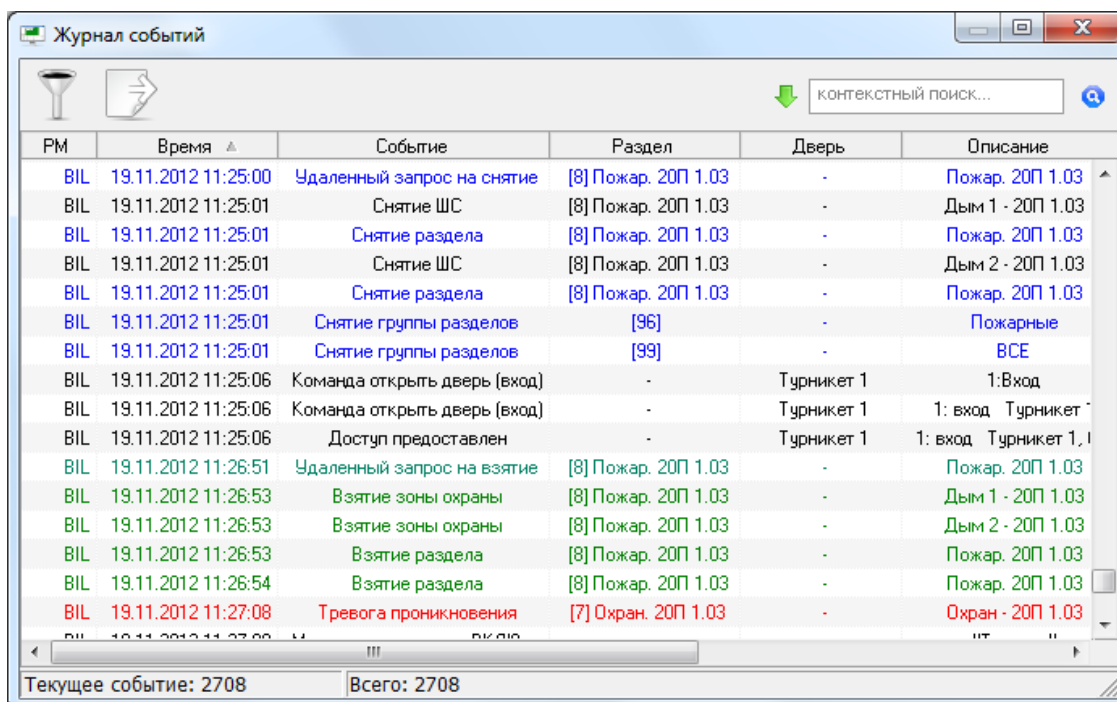 Журнал событий
контекстный поиск...
РМ Время Событие Раздел Дверь Описание
BIL 19.11.2012 11:25:00 Удаленный запрос на снятие [8] Пожар. 20П 1.03 - Пожар. 20П 1.03
BIL 19.11.2012 11:25:01 Снятие ШС [8] Пожар. 20П 1.03 - Дым 1 - 20П 1.03
BIL 19.11.2012 11:25:01 Снятие раздела [8] Пожар. 20П 1.03 - Пожар. 20П 1.03
BIL 19.11.2012 11:25:01 Снятие ШС [8] Пожар. 20П 1.03 - Дым 2 - 20П 1.03
BIL 19.11.2012 11:25:01 Снятие раздела [8] Пожар. 20П 1.03 - Пожар. 20П 1.03
BIL 19.11.2012 11:25:01 Снятие группы разделов [96] - Пожарные
BIL 19.11.2012 11:25:01 Снятие группы разделов [99] - ВСЕ
BIL 19.11.2012 11:25:06 Команда открыть дверь (вход) - Турникет 1 1:Вход
BIL 19.11.2012 11:25:06 Команда открыть дверь (вход) - Турникет 1 1: вход Турникет
BIL 19.11.2012 11:25:06 Доступ предоставлен - Турникет 1 1: вход Турникет 1,
BIL 19.11.2012 11:26:51 Удаленный запрос на взятие [8] Пожар. 20П 1.03 - Пожар. 20П 1.03
BIL 19.11.2012 11:26:53 Взятие зоны охраны [8] Пожар. 20П 1.03 - Дым 1 - 20П 1.03
BIL 19.11.2012 11:26:53 Взятие зоны охраны [8] Пожар. 20П 1.03 - Дым 2 - 20П 1.03
BIL 19.11.2012 11:26:53 Взятие раздела [8] Пожар. 20П 1.03 - Пожар. 20П 1.03
BIL 19.11.2012 11:26:54 Взятие раздела [8] Пожар. 20П 1.03 - Пожар. 20П 1.03
BIL 19.11.2012 11:27:08 Тревога проникновения [7] Охран. 20П 1.03 - Охран - 20П 1.03
Текущее событие: 2708 Всего: 2708